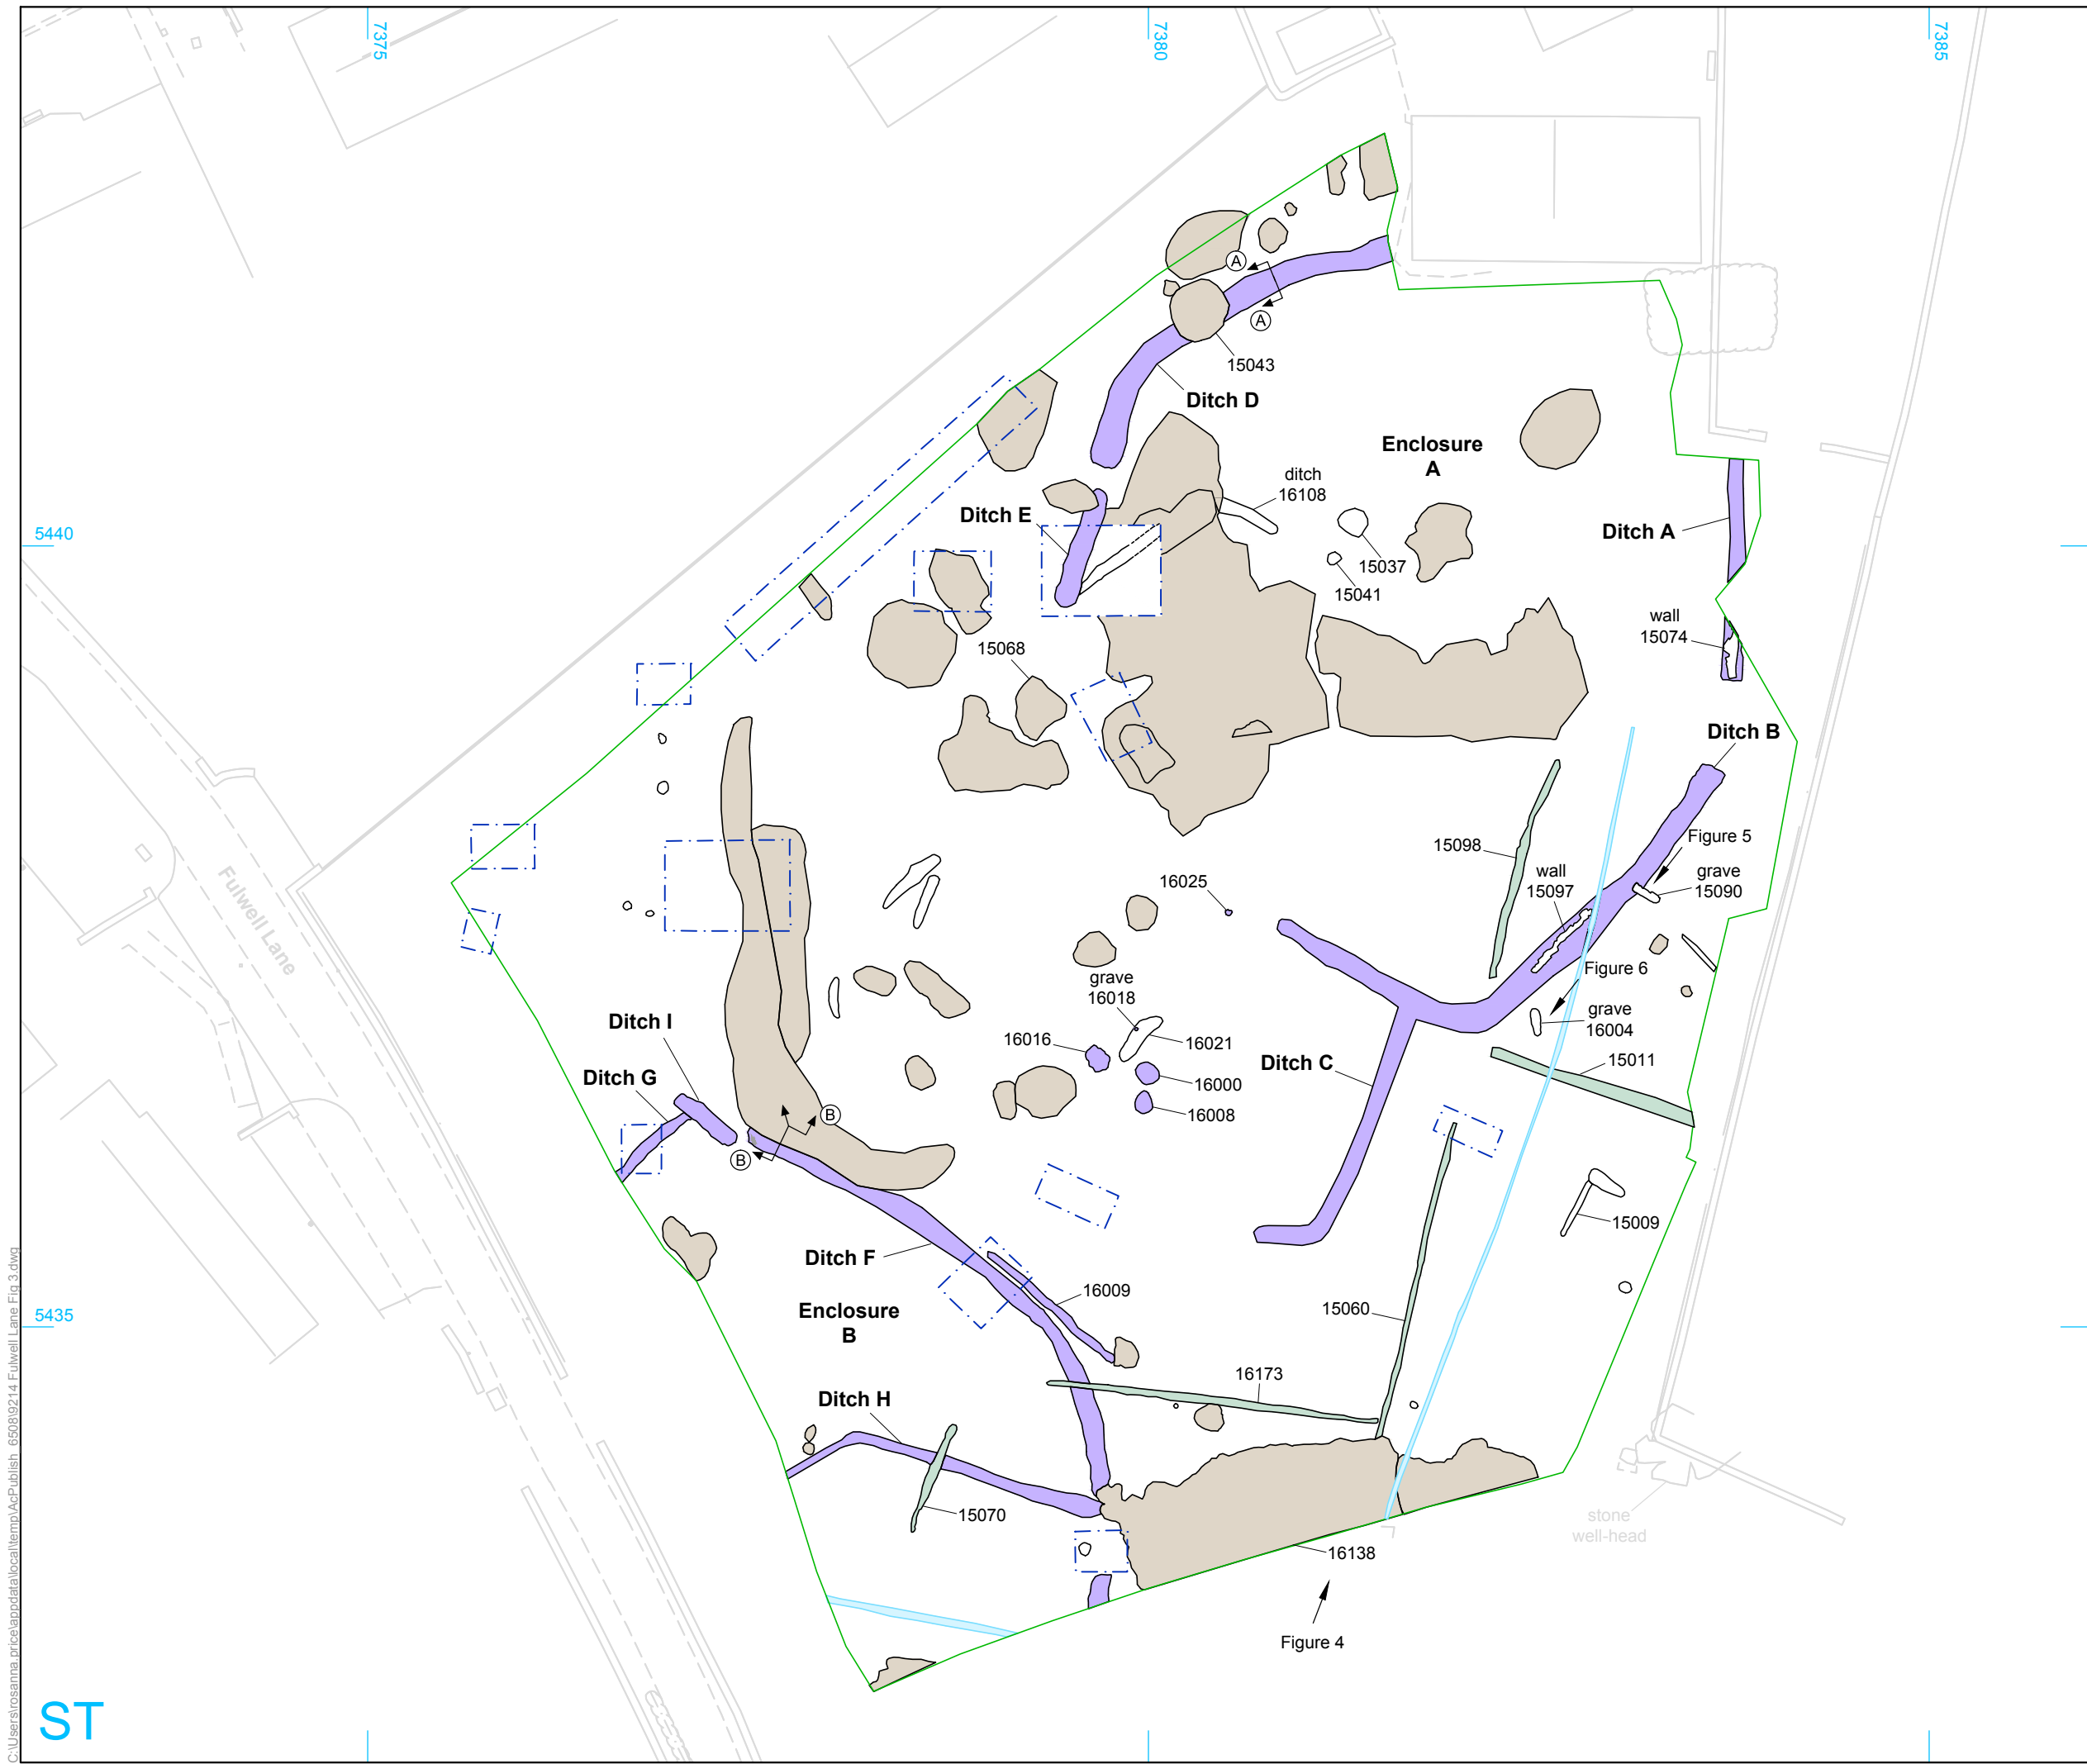 7375
7380
7385
A
A
15043
Ditch D
Enclosure
A
ditch
16108
Ditch E
Ditch A
5440
15037
15041
wall
15074
15068
Ditch B
Figure 5
15098
wall
15097
grave
15090
16025
Fulwell Lane
Figure 6
grave
16018
grave
16004
Ditch I
16016
16021
15011
Ditch C
Ditch G
16000
B
16008
B
15009
Ditch F
16009
Enclosure
B
15060
5435
16173
Ditch H
15070
stone
well-head
16138
Figure 4
ST
C:\Users\rosanna.price\appdata\local\temp\AcPublish_6508\9214 Fulwell Lane Fig 3.dwg